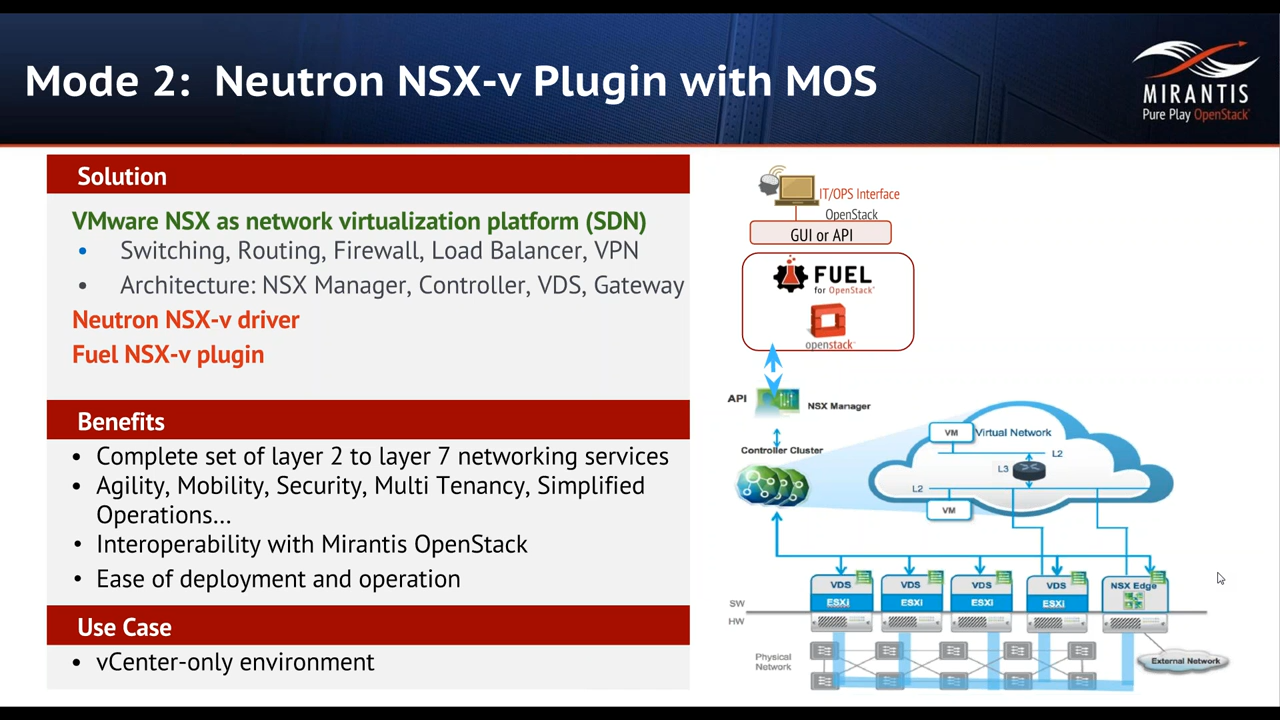 Mode 2: Neutron NSX-v Plugin with MOS
MIRANTIS
Pure Play OpenStack
Solution
VMware NSX as network virtualization platform (SDN)
• Switching, Routing, Firewall, Load Balancer, VPN
• Architecture: NSX Manager, Controller, VDS, Gateway
Neutron NSX-v driver
Fuel NSX-v plugin
Benefits
• Complete set of layer 2 to layer 7 networking services
• Agility, Mobility, Security, Multi Tenancy, Simplified
Operations...
• Interoperability with Mirantis OpenStack
• Ease of deployment and operation
Use Case
• vCenter-only environment
IT/OPS Interface
OpenStack
GUI or API
FUEL
for OpenStack
openstack
API
NSX Manager
Controller Cluster
VM
Virtual Network
L2
L3
L2
VM
VDS
VDS
VDS
VDS
NSX Edge
ESXi
ESXi
ESXi
ESXi
SW
HW
Physical
Network
External Network